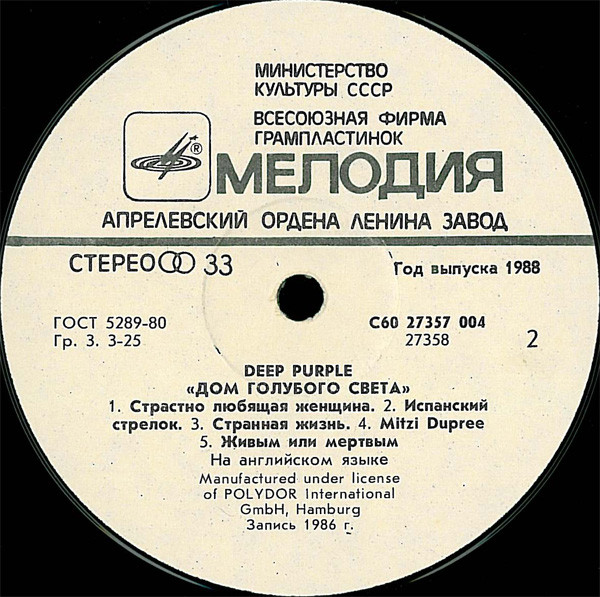 МИНИСТЕРСТВО
КУЛЬТУРЫ СССР
ВСЕСОЮЗНАЯ ФИРМА
ГРАМПЛАСТИНОК
®
МЕЛОДИЯ
АПРЕЛЕВСКИЙ ОРДЕНА ЛЕНИНА ЗАВОД
СТЕРЕО 33
Год выпуска 1988
ГОСТ 5289-80
Гр. 3. 3-25
С60 27357 004
27358
2
DEEP PURPLE
«ДОМ ГОЛУБОГО СВЕТА»
1. Страстно любящая женщина. 2. Испанский
стрелок. 3. Странная жизнь. 4. Mitzi Dupree
5. Живым или мертвым
На английском языке
Manufactured under license
of POLYDOR International
GmbH, Hamburg
Запись 1986 г.